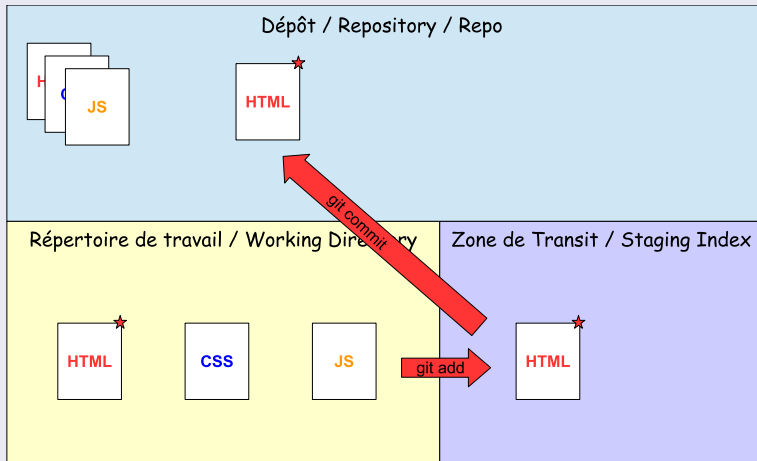 Dépôt / Repository / Repo
H
C
JS
HTML
git commit
Répertoire de travail / Working Directory
Zone de Transit / Staging Index
HTML
CSS
JS
git add
HTML